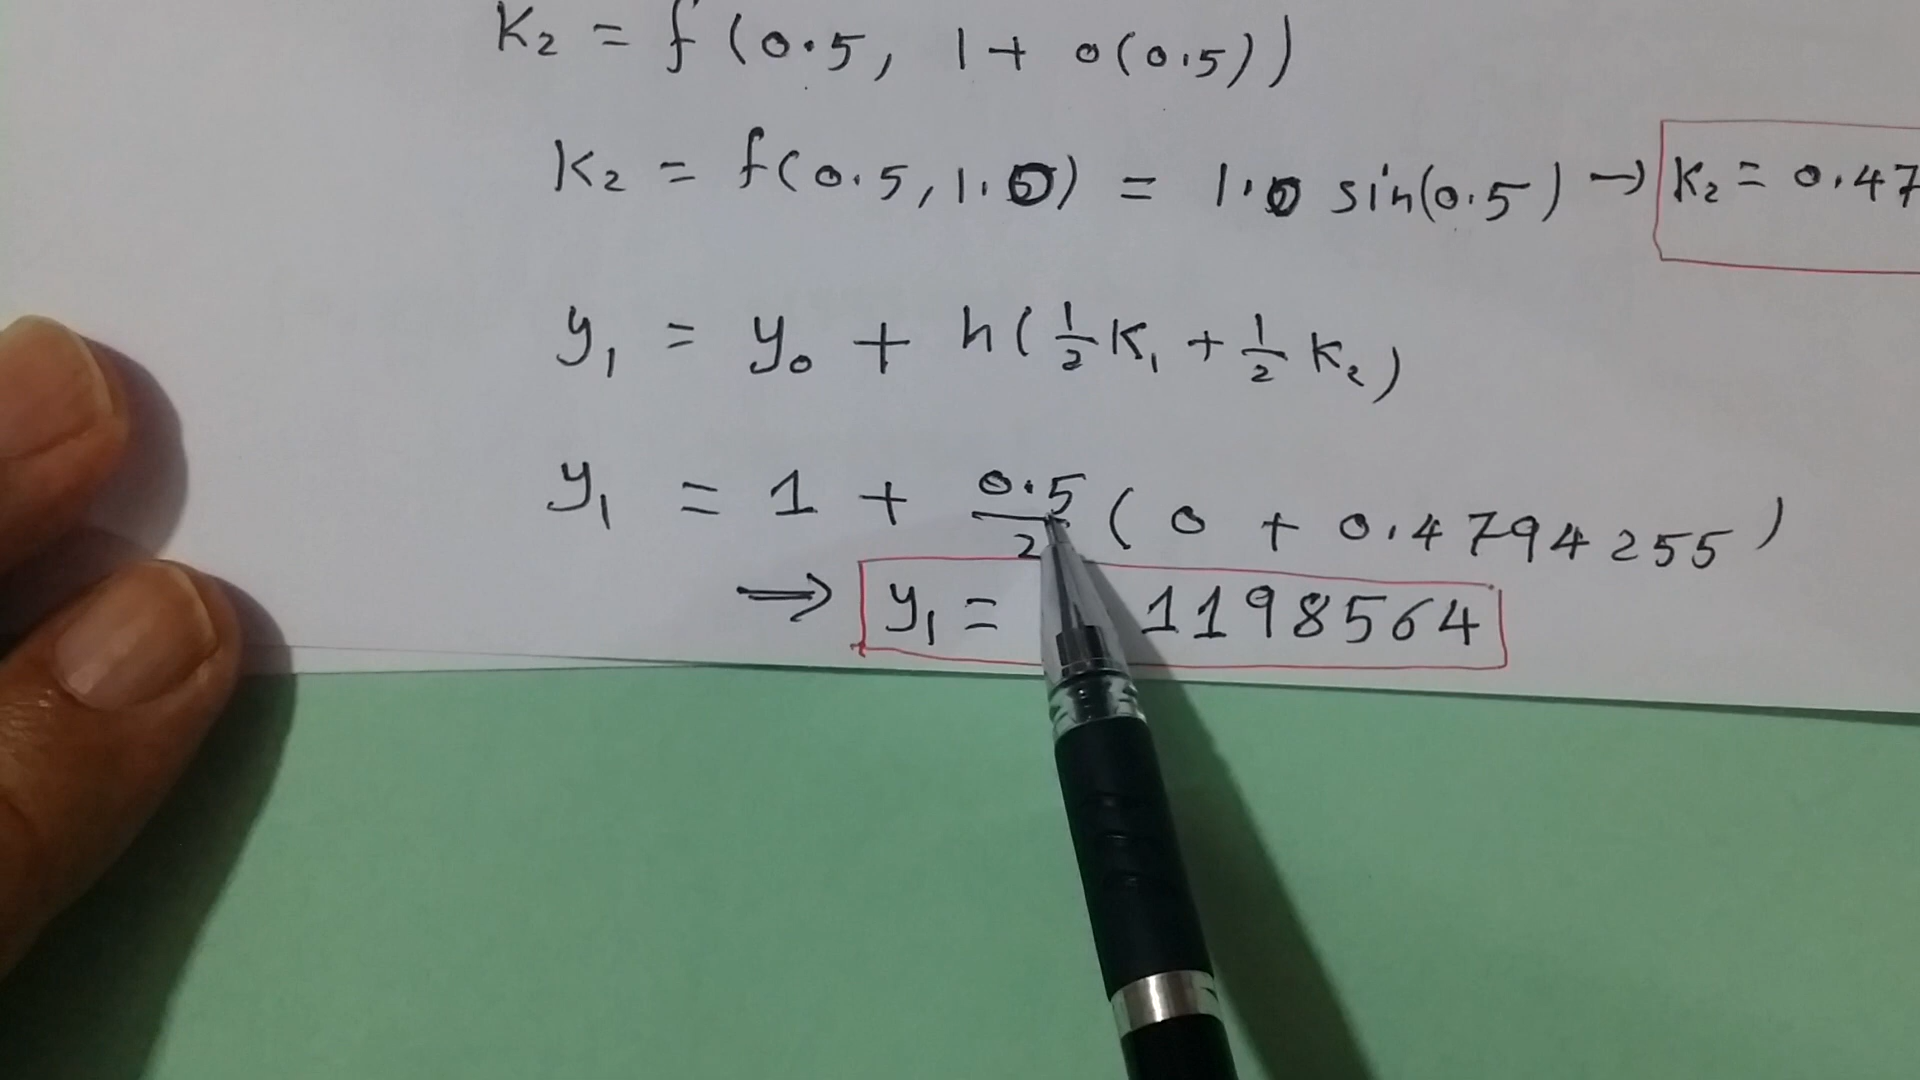 K₂ = f(0.5, 1 + 0(0.5))
K₂ = f(0.5, 1.0) = 1.0 sin(0.5) → K₂ = 0.47
y₁ = y₀ + h(½K₁ + ½K₂)
y₁ = 1 + 0.5/2 (0 + 0.4794255)
⇒ y₁ = 1198564